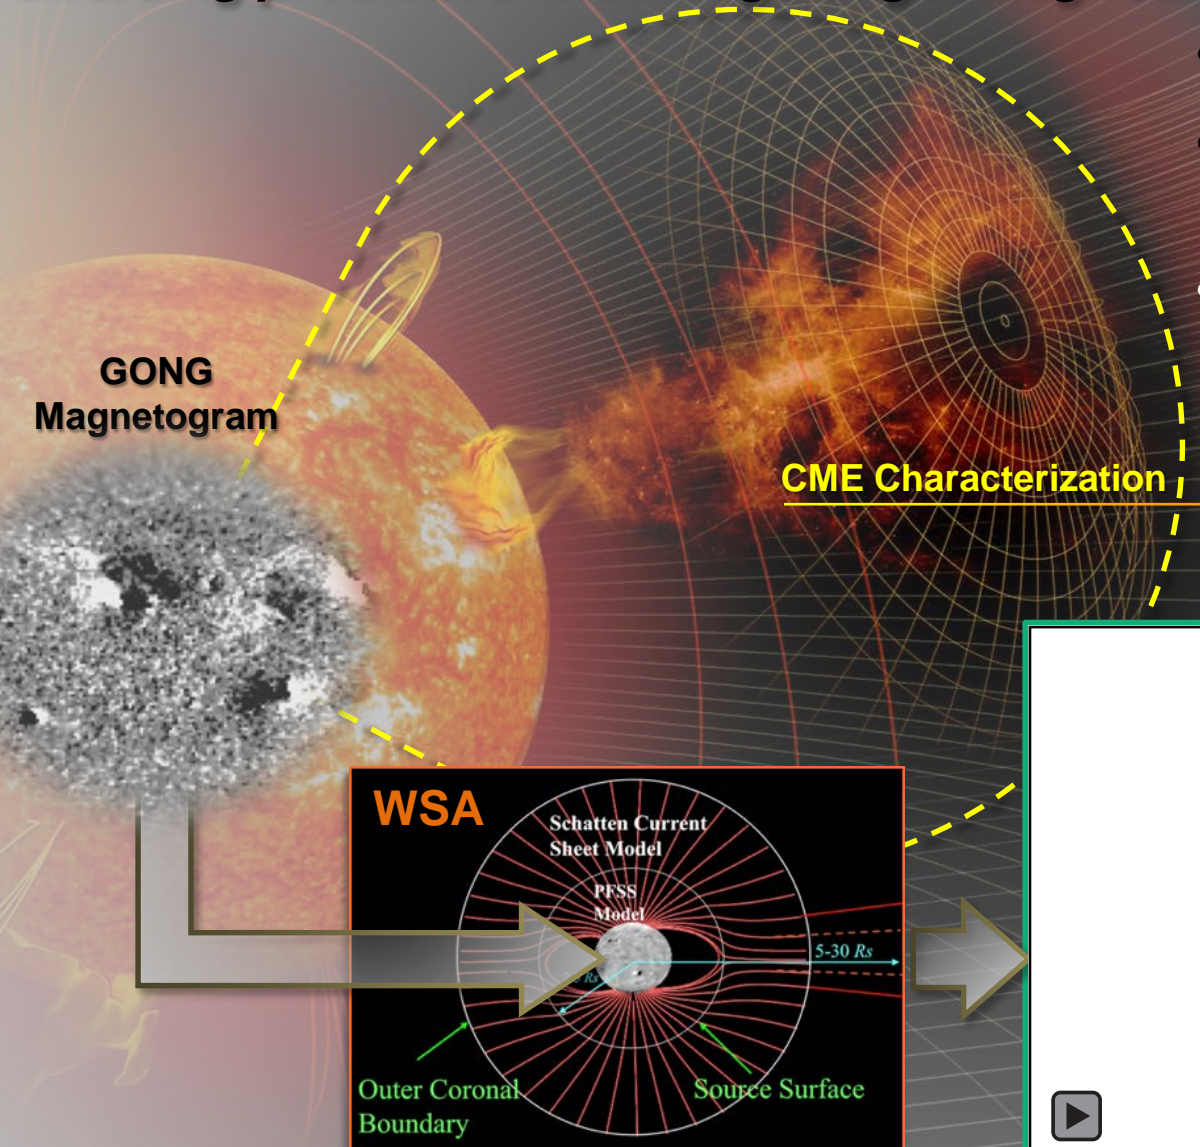 GONG
Magnetogram
CME Characterization
WSA
Schatten Current
Sheet Model
PFSS
Model
5-30 Rs
Rs
Outer Coronal
Boundary
Source Surface